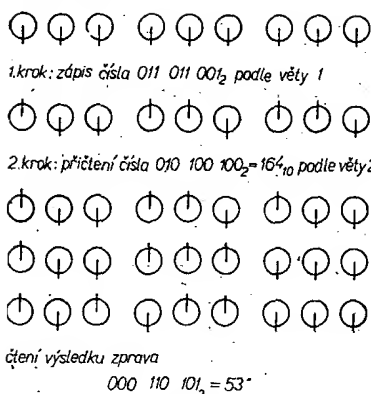 1. krok: zápis čísla 011 011 001₂ podle věty 1
2. krok: přičtení čísla 010 100 100₂ = 164₁₀ podle věty 2
čtení výsledku zprava
000 110 101₂ = 53